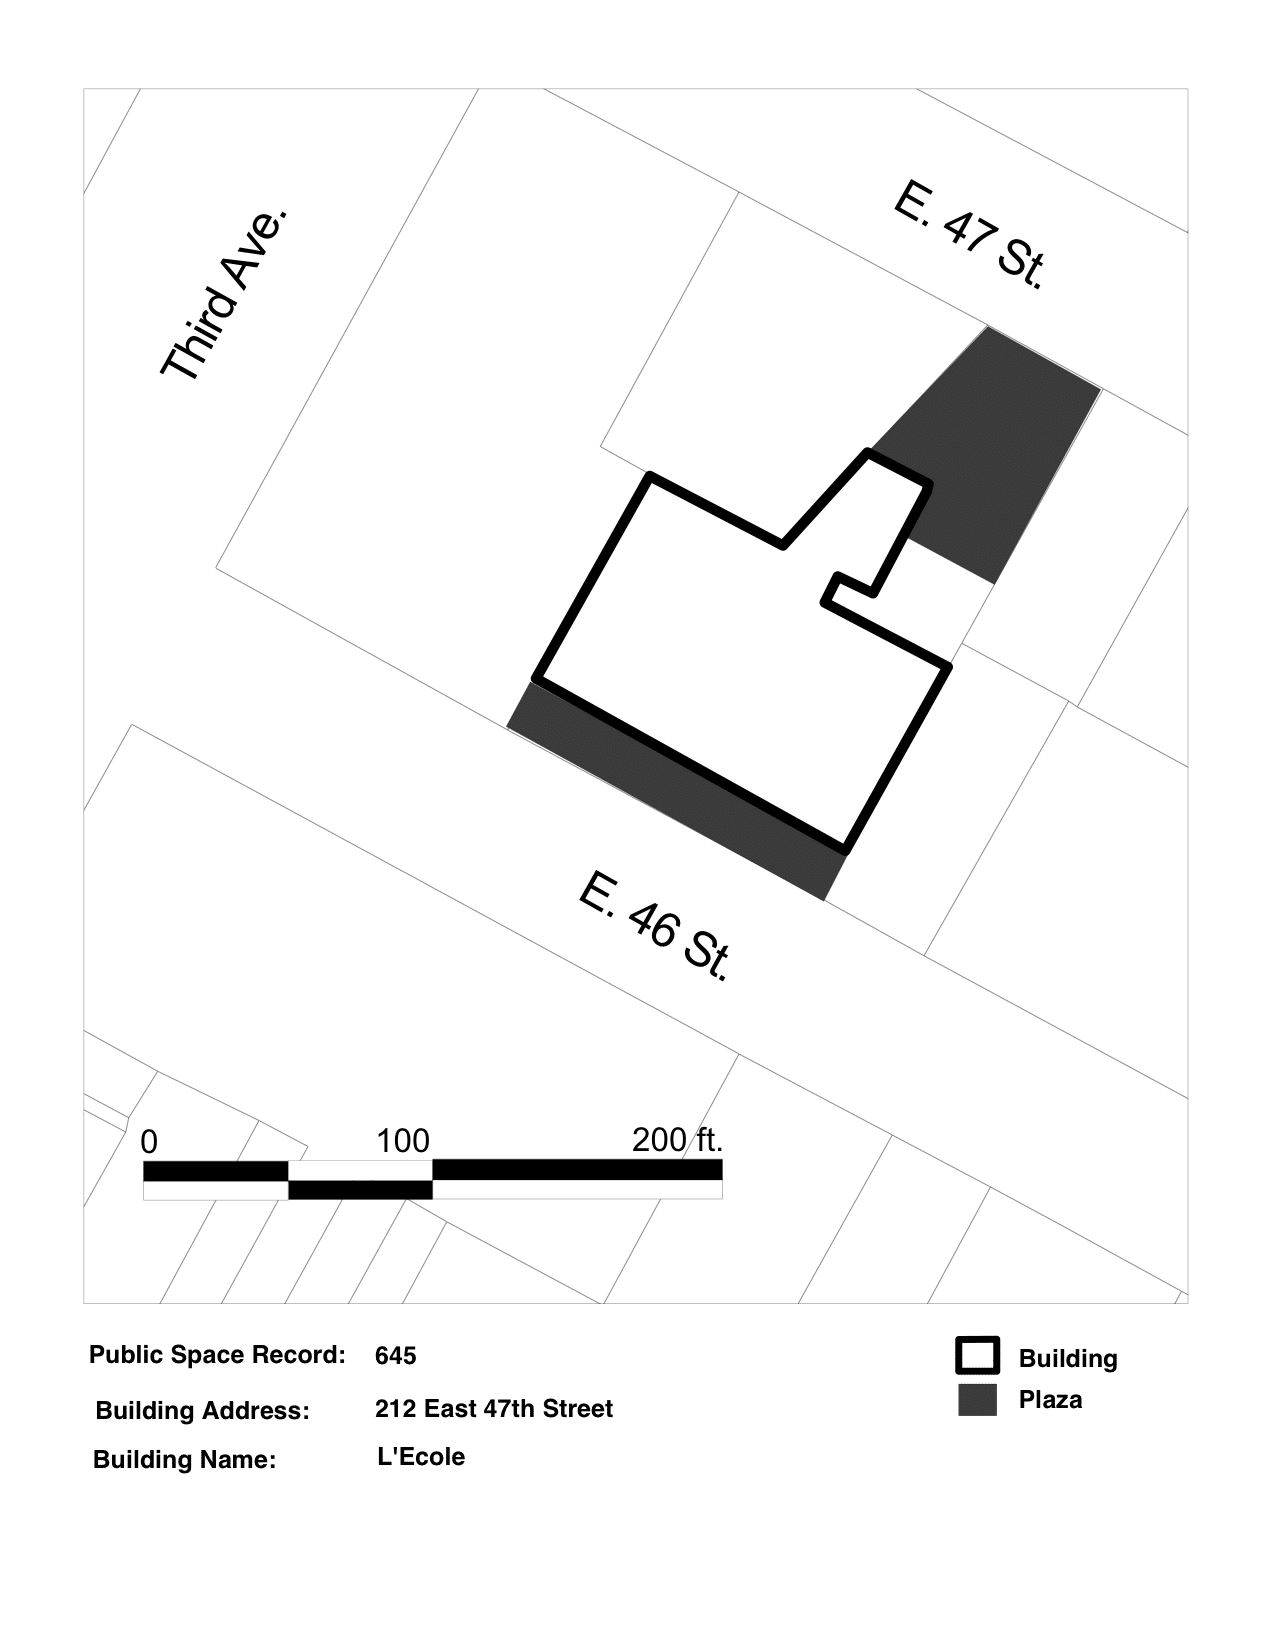 E. 47 St.
Third Ave.
E. 46 St.
0 100 200 ft.
Public Space Record: 645
Building Address: 212 East 47th Street
Building Name: L'Ecole
Building
Plaza